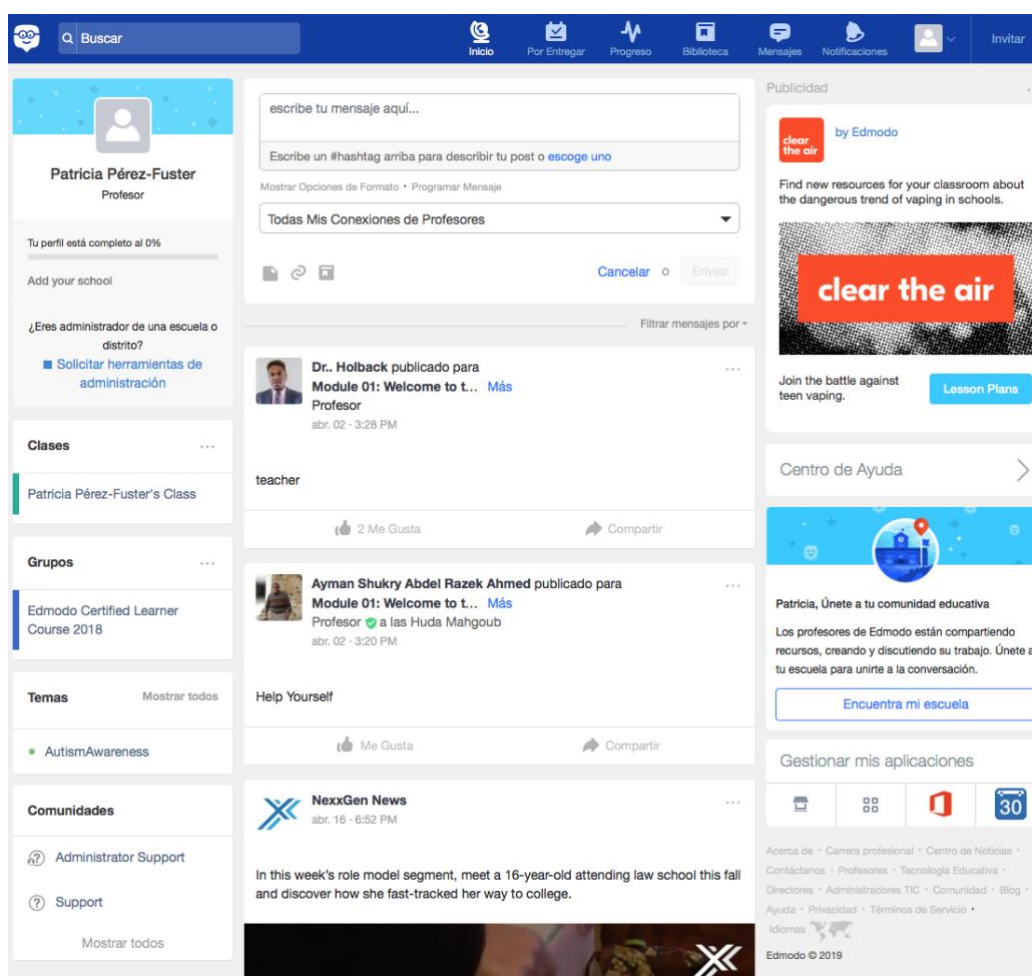 Buscar
Inicio
Por Entregar
Progreso
Biblioteca
Mensajes
Notificaciones
Invitar
Patricia Pérez-Fuster
Profesor
Tu perfil está completo al 0%
Add your school
¿Eres administrador de una escuela o
distrito?
Solicitar herramientas de
administración
Clases
Patricia Pérez-Fuster's Class
Grupos
Edmodo Certified Learner
Course 2018
Temas Mostrar todos
AutismAwareness
Comunidades
Administrator Support
Support
Mostrar todos
escribe tu mensaje aquí...
Escribe un #hashtag arriba para describir tu post o escoge uno
Mostrar Opciones de Formato • Programar Mensaje
Todas Mis Conexiones de Profesores
Cancelar o Enviar
Filtrar mensajes por
Dr.. Holback publicado para
Module 01: Welcome to t... Más
Profesor
abr. 02 · 3:28 PM
teacher
2 Me Gusta Compartir
Ayman Shukry Abdel Razek Ahmed publicado para
Module 01: Welcome to t... Más
Profesor a las Huda Mahgoub
abr. 02 · 3:20 PM
Help Yourself
Me Gusta Compartir
NexxGen News
abr. 16 · 6:52 PM
In this week's role model segment, meet a 16-year-old attending law school this fall
and discover how she fast-tracked her way to college.
Publicidad
clear
the air
by Edmodo
Find new resources for your classroom about
the dangerous trend of vaping in schools.
clear the air
Join the battle against
teen vaping.
Lesson Plans
Centro de Ayuda
Patricia, Únete a tu comunidad educativa
Los profesores de Edmodo están compartiendo
recursos, creando y discutiendo su trabajo. Únete a
tu escuela para unirte a la conversación.
Encuentra mi escuela
Gestionar mis aplicaciones
30
Acerca de • Carrera profesional • Centro de Noticias •
Contáctanos • Profesores • Tecnología Educativa •
Directores • Administradores TIC • Comunidad • Blog •
Ayuda • Privacidad • Términos de Servicio •
Idiomas
Edmodo © 2019